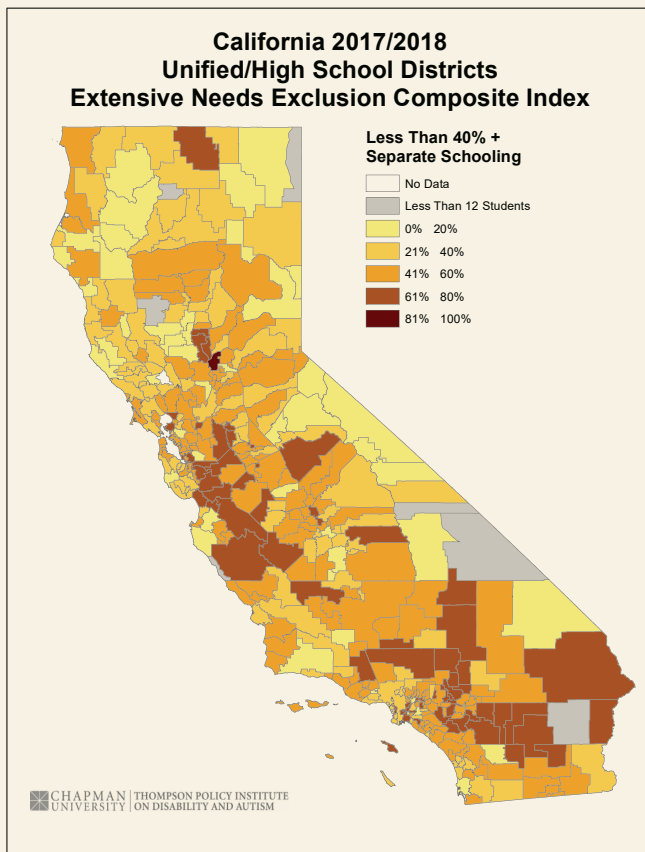 California 2017/2018
Unified/High School Districts
Extensive Needs Exclusion Composite Index
Less Than 40% +
Separate Schooling
No Data
Less Than 12 Students
0% 20%
21% 40%
41% 60%
61% 80%
81% 100%
CHAPMAN UNIVERSITY
THOMPSON POLICY INSTITUTE
ON DISABILITY AND AUTISM